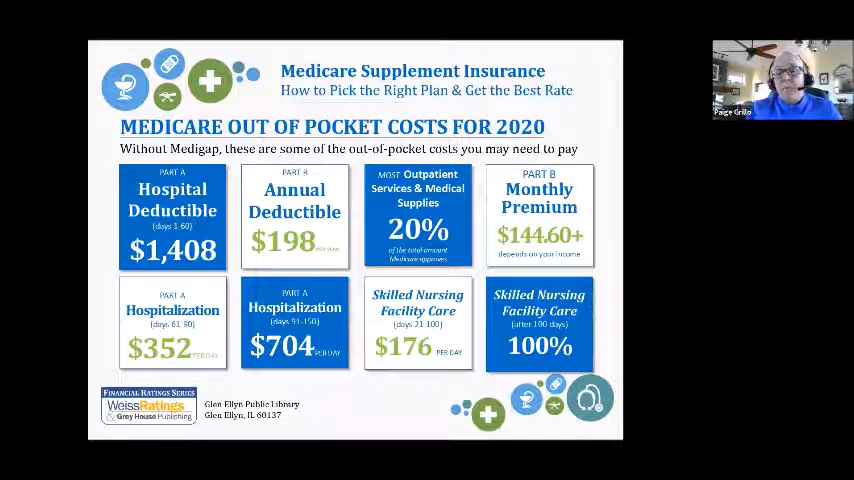 Medicare Supplement Insurance
How to Pick the Right Plan & Get the Best Rate
MEDICARE OUT OF POCKET COSTS FOR 2020
Without Medigap, these are some of the out-of-pocket costs you may need to pay
PART A
Hospital
Deductible
(days 1-60)
$1,408
PART B
Annual
Deductible
$198 PER YEAR
MOST Outpatient
Services & Medical
Supplies
20%
of the total amount
Medicare approves
PART B
Monthly
Premium
$144.60+
depends on your income
PART A
Hospitalization
(days 61-90)
$352 PER DAY
PART A
Hospitalization
(days 91-150)
$704 PER DAY
Skilled Nursing
Facility Care
(days 21-100)
$176 PER DAY
Skilled Nursing
Facility Care
(after 100 days)
100%
FINANCIAL RATINGS SERIES
WeissRatings
& Grey House Publishing
Glen Ellyn Public Library
Glen Ellyn, IL 60137
Paige Grillo